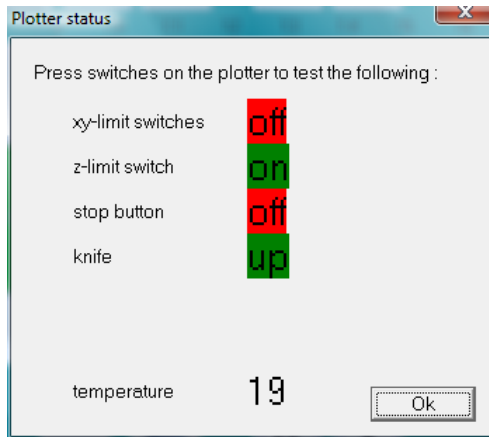 Plotter status
Press switches on the plotter to test the following :
xy-limit switches off
z-limit switch on
stop button off
knife up
temperature 19
Ok